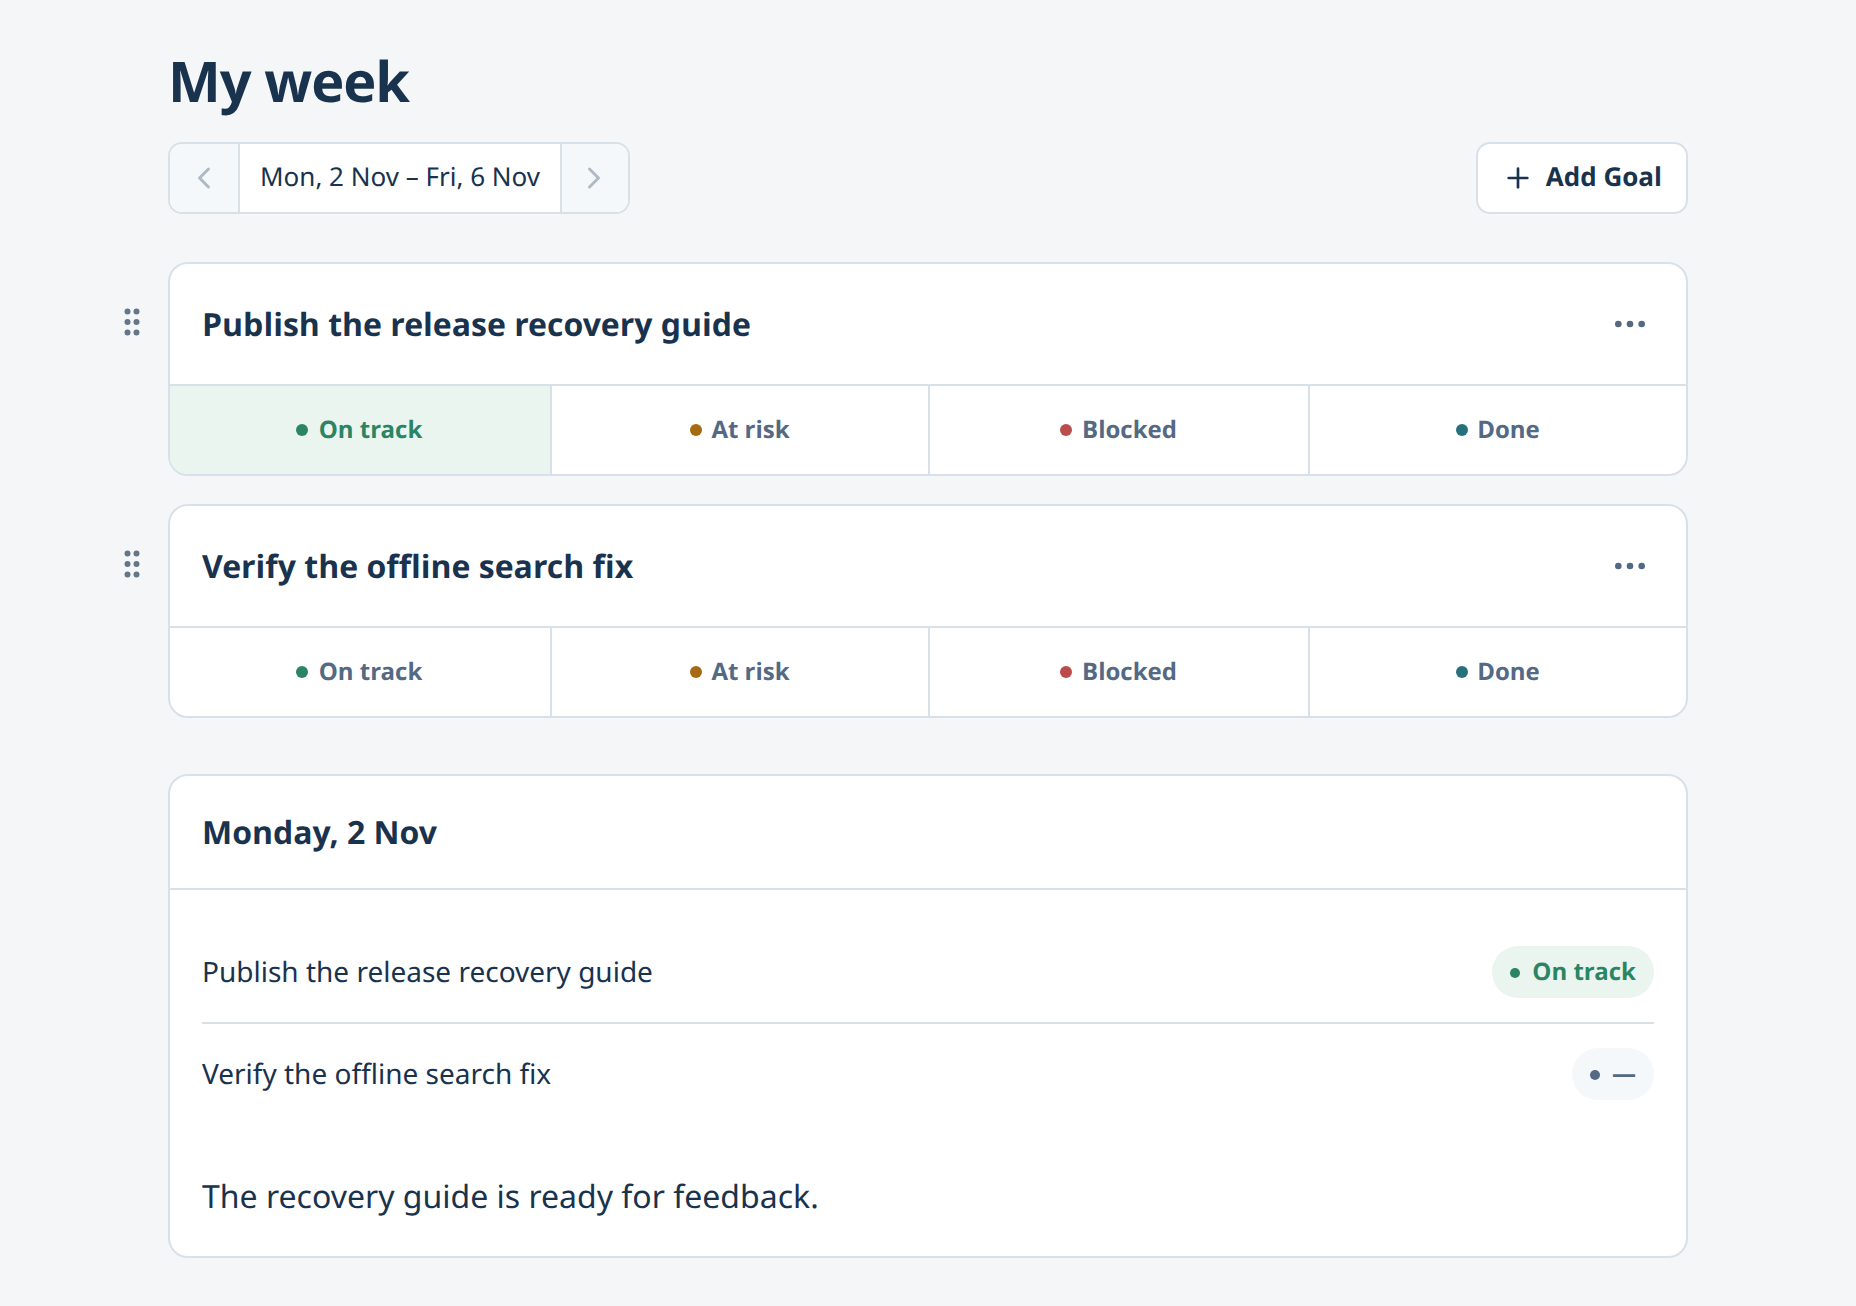 My week
Mon, 2 Nov – Fri, 6 Nov
Add Goal
Publish the release recovery guide
On track
At risk
Blocked
Done
Verify the offline search fix
On track
At risk
Blocked
Done
Monday, 2 Nov
Publish the release recovery guide
On track
Verify the offline search fix
—
The recovery guide is ready for feedback.